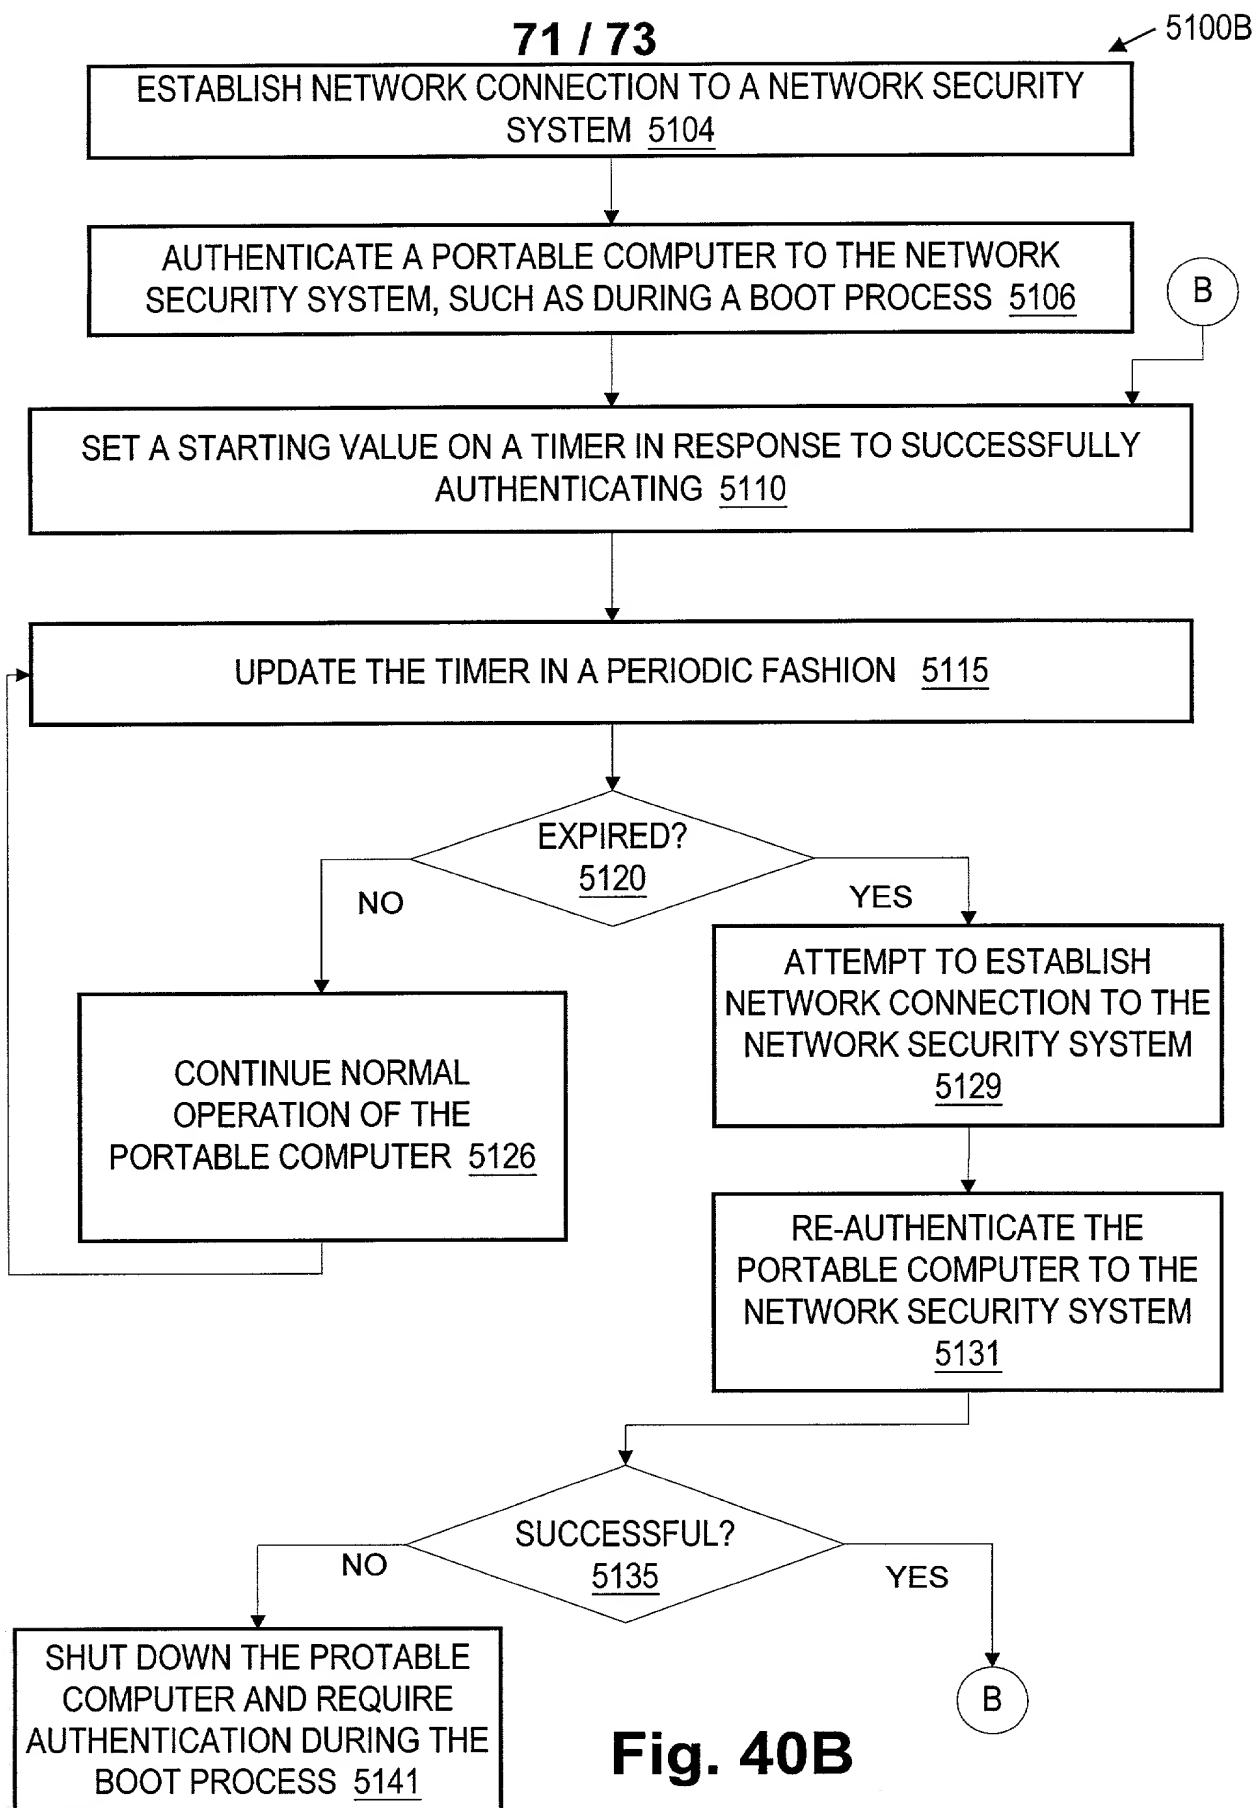 71 / 73
5100B
ESTABLISH NETWORK CONNECTION TO A NETWORK SECURITY
SYSTEM 5104
AUTHENTICATE A PORTABLE COMPUTER TO THE NETWORK
SECURITY SYSTEM, SUCH AS DURING A BOOT PROCESS 5106
B
SET A STARTING VALUE ON A TIMER IN RESPONSE TO SUCCESSFULLY
AUTHENTICATING 5110
UPDATE THE TIMER IN A PERIODIC FASHION 5115
EXPIRED?
5120
NO
YES
CONTINUE NORMAL
OPERATION OF THE
PORTABLE COMPUTER 5126
ATTEMPT TO ESTABLISH
NETWORK CONNECTION TO THE
NETWORK SECURITY SYSTEM
5129
RE-AUTHENTICATE THE
PORTABLE COMPUTER TO THE
NETWORK SECURITY SYSTEM
5131
SUCCESSFUL?
5135
NO
YES
SHUT DOWN THE PROTABLE
COMPUTER AND REQUIRE
AUTHENTICATION DURING THE
BOOT PROCESS 5141
B
Fig. 40B